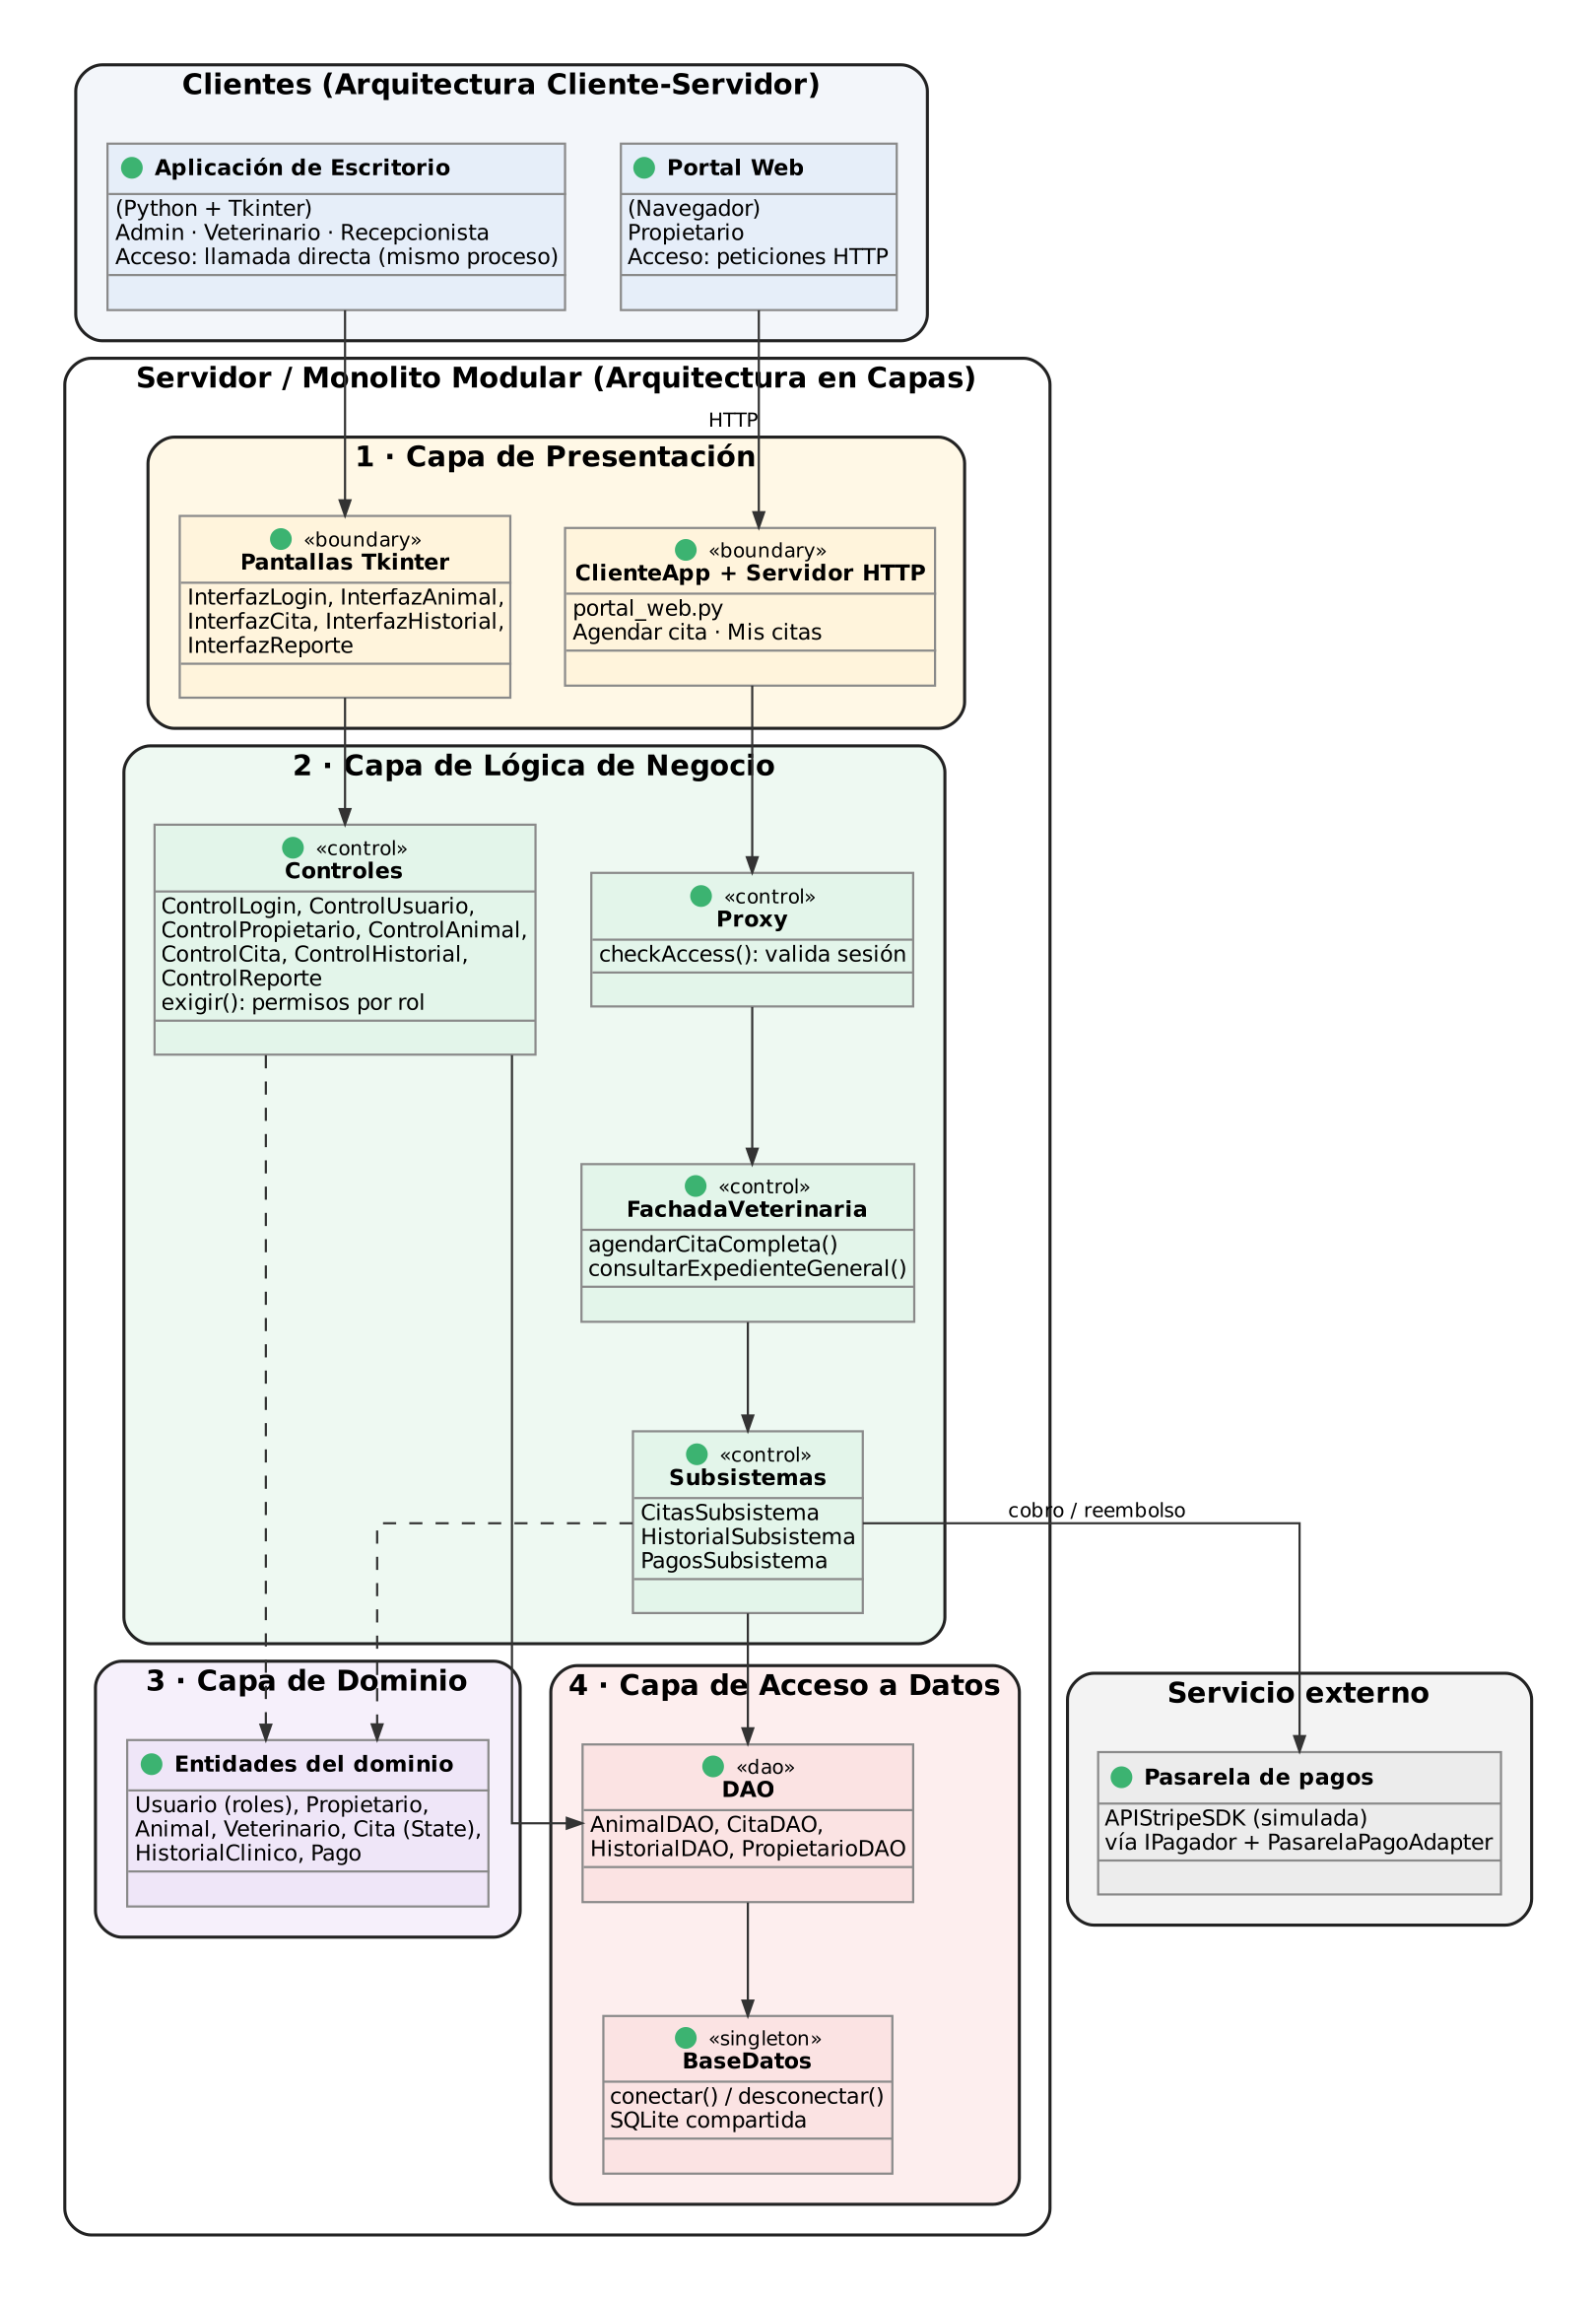 Clientes (Arquitectura Cliente-Servidor)
Aplicación de Escritorio
(Python + Tkinter)
Admin · Veterinario · Recepcionista
Acceso: llamada directa (mismo proceso)
Portal Web
(Navegador)
Propietario
Acceso: peticiones HTTP
Servidor / Monolito Modular (Arquitectura en Capas)
HTTP
1 · Capa de Presentación
«boundary»
Pantallas Tkinter
InterfazLogin, InterfazAnimal,
InterfazCita, InterfazHistorial,
InterfazReporte
«boundary»
ClienteApp + Servidor HTTP
portal_web.py
Agendar cita · Mis citas
2 · Capa de Lógica de Negocio
«control»
Controles
ControlLogin, ControlUsuario,
ControlPropietario, ControlAnimal,
ControlCita, ControlHistorial,
ControlReporte
exigir(): permisos por rol
«control»
Proxy
checkAccess(): valida sesión
«control»
FachadaVeterinaria
agendarCitaCompleta()
consultarExpedienteGeneral()
«control»
Subsistemas
CitasSubsistema
HistorialSubsistema
PagosSubsistema
cobro / reembolso
3 · Capa de Dominio
Entidades del dominio
Usuario (roles), Propietario,
Animal, Veterinario, Cita (State),
HistorialClinico, Pago
4 · Capa de Acceso a Datos
«dao»
DAO
AnimalDAO, CitaDAO,
HistorialDAO, PropietarioDAO
«singleton»
BaseDatos
conectar() / desconectar()
SQLite compartida
Servicio externo
Pasarela de pagos
APIStripeSDK (simulada)
vía IPagador + PasarelaPagoAdapter